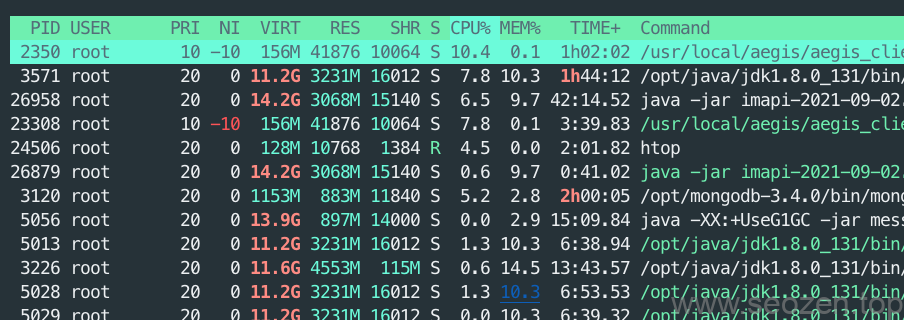 PID USER PRI NI VIRT RES SHR S CPU% MEM% TIME+ Command
2350 root 10 -10 156M 41876 10064 S 10.4 0.1 1h02:02 /usr/local/aegis/aegis_clie
3571 root 20 0 11.2G 3231M 16012 S 7.8 10.3 1h44:12 /opt/java/jdk1.8.0_131/bin/
26958 root 20 0 14.2G 3068M 15140 S 6.5 9.7 42:14.52 java -jar imapi-2021-09-02.
23308 root 10 -10 156M 41876 10064 S 7.8 0.1 3:39.83 /usr/local/aegis/aegis_clie
24506 root 20 0 128M 10768 1384 R 4.5 0.0 2:01.82 htop
26879 root 20 0 14.2G 3068M 15140 S 0.6 9.7 0:41.02 java -jar imapi-2021-09-02.
3120 root 20 0 1153M 883M 11840 S 5.2 2.8 2h00:05 /opt/mongodb-3.4.0/bin/mong
5056 root 20 0 13.9G 897M 14000 S 0.0 2.9 15:09.84 java -XX:+UseG1GC -jar mess
5013 root 20 0 11.2G 3231M 16012 S 1.3 10.3 6:38.94 /opt/java/jdk1.8.0_131/bin/
3226 root 20 0 11.6G 4553M 115M S 0.6 14.5 13:43.57 /opt/java/jdk1.8.0_131/bin/
5028 root 20 0 11.2G 3231M 16012 S 1.3 10.3 6:53.53 /opt/java/jdk1.8.0_131/bin/
5029 root 20 0 11.2G 3231M 16012 S 0.0 10.3 6:39.32 /opt/java/jdk1.8.0_131/bin/
www.seozen.top